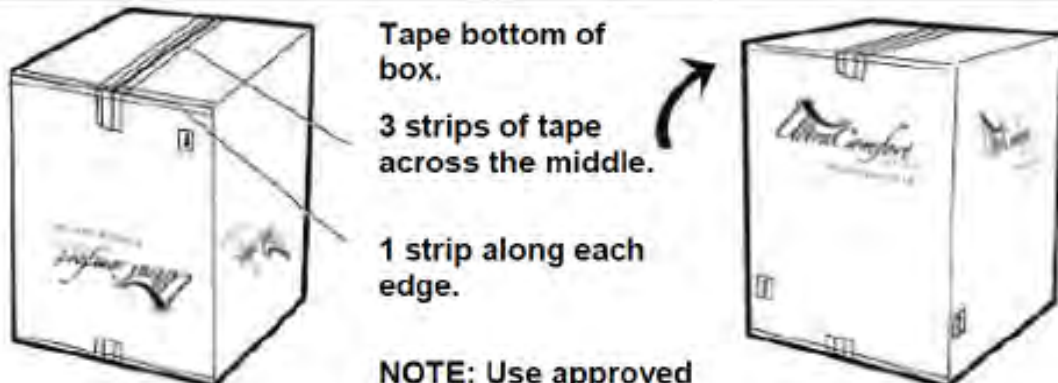 Tape bottom of
box.
3 strips of tape
across the middle.
1 strip along each
edge.
NOTE: Use approved